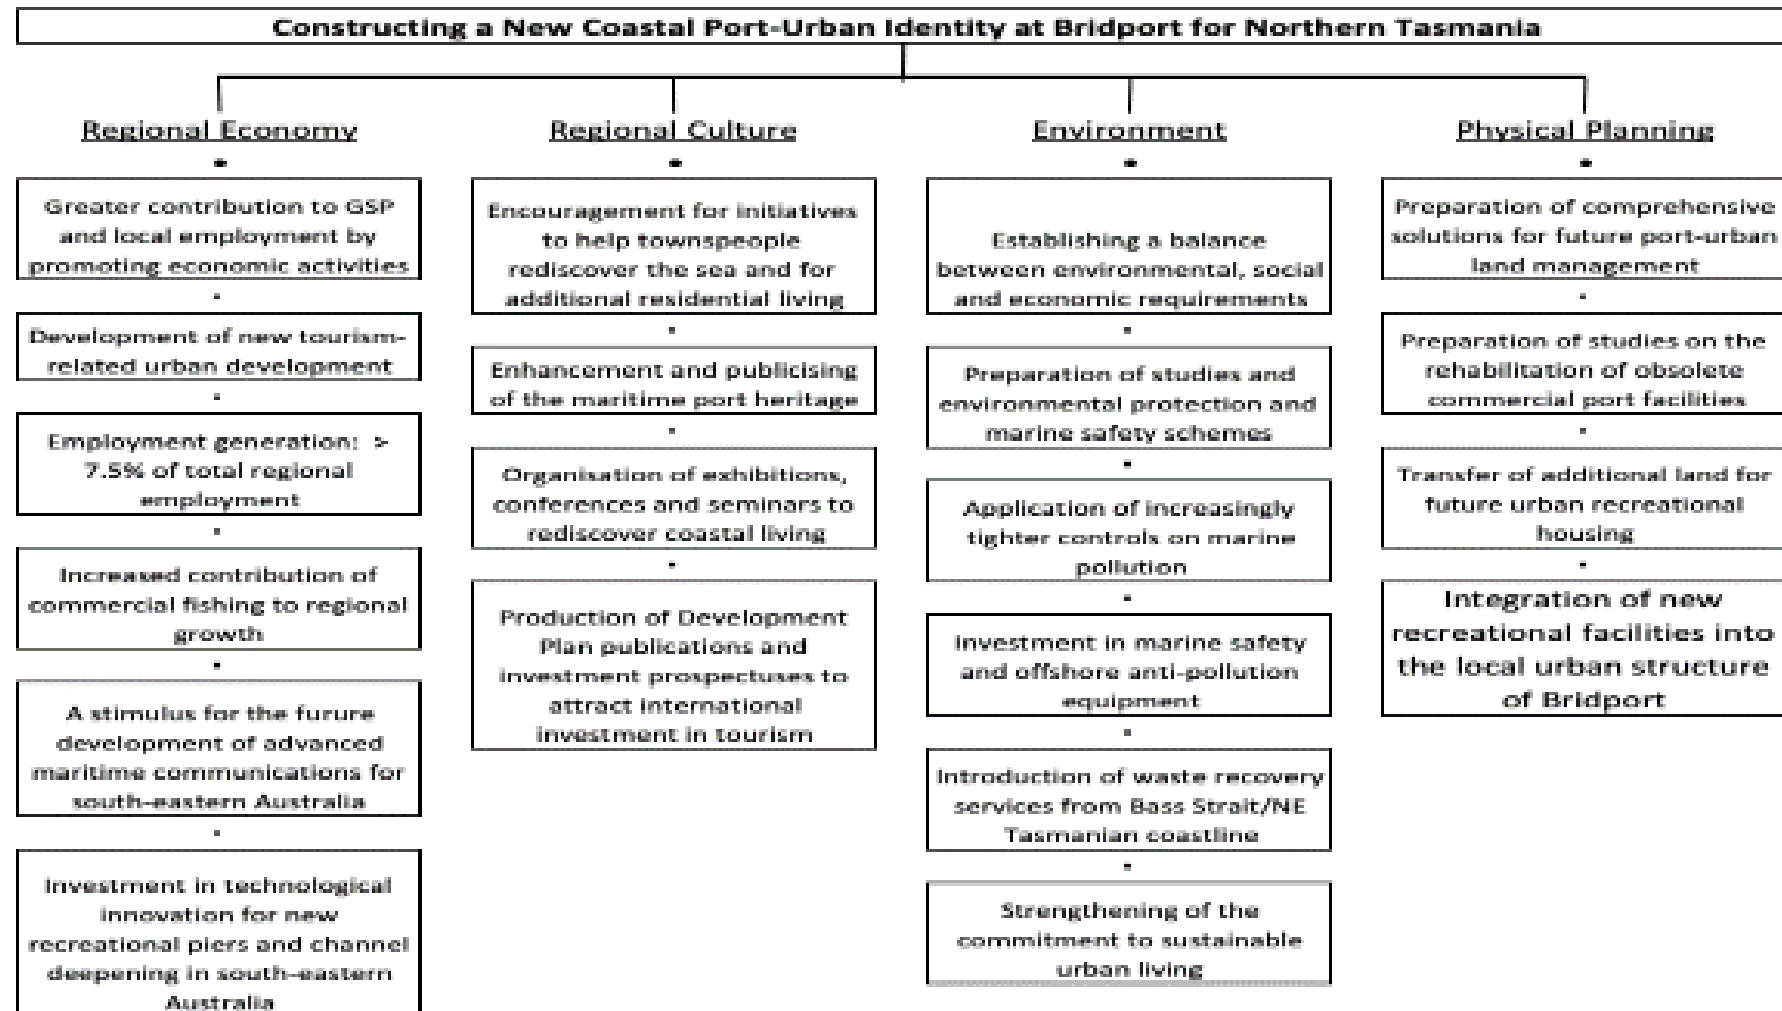 Constructing a New Coastal Port-Urban Identity at Bridport for Northern Tasmania
Regional Economy
Greater contribution to GSP
and local employment by
promoting economic activities
Development of new tourism-
related urban development
Employment generation: >
7.5% of total regional
employment
Increased contribution of
commercial fishing to regional
growth
A stimulus for the furure
development of advanced
maritime communications for
south-eastern Australia
Investment in technological
innovation for new
recreational piers and channel
deepening in south-eastern
Australia
Regional Culture
Encouragement for initiatives
to help townspeople
rediscover the sea and for
additional residential living
Enhancement and publicising
of the maritime port heritage
Organisation of exhibitions,
conferences and seminars to
rediscover coastal living
Production of Development
Plan publications and
investment prospectuses to
attract international
investment in tourism
Environment
Establishing a balance
between environmental, social
and economic requirements
Preparation of studies and
environmental protection and
marine safety schemes
Application of increasingly
tighter controls on marine
pollution
Investment in marine safety
and offshore anti-pollution
equipment
Introduction of waste recovery
services from Bass Strait/NE
Tasmanian coastline
Strengthening of the
commitment to sustainable
urban living
Physical Planning
Preparation of comprehensive
solutions for future port-urban
land management
Preparation of studies on the
rehabilitation of obsolete
commercial port facilities
Transfer of additional land for
future urban recreational
housing
Integration of new
recreational facilities into
the local urban structure
of Bridport